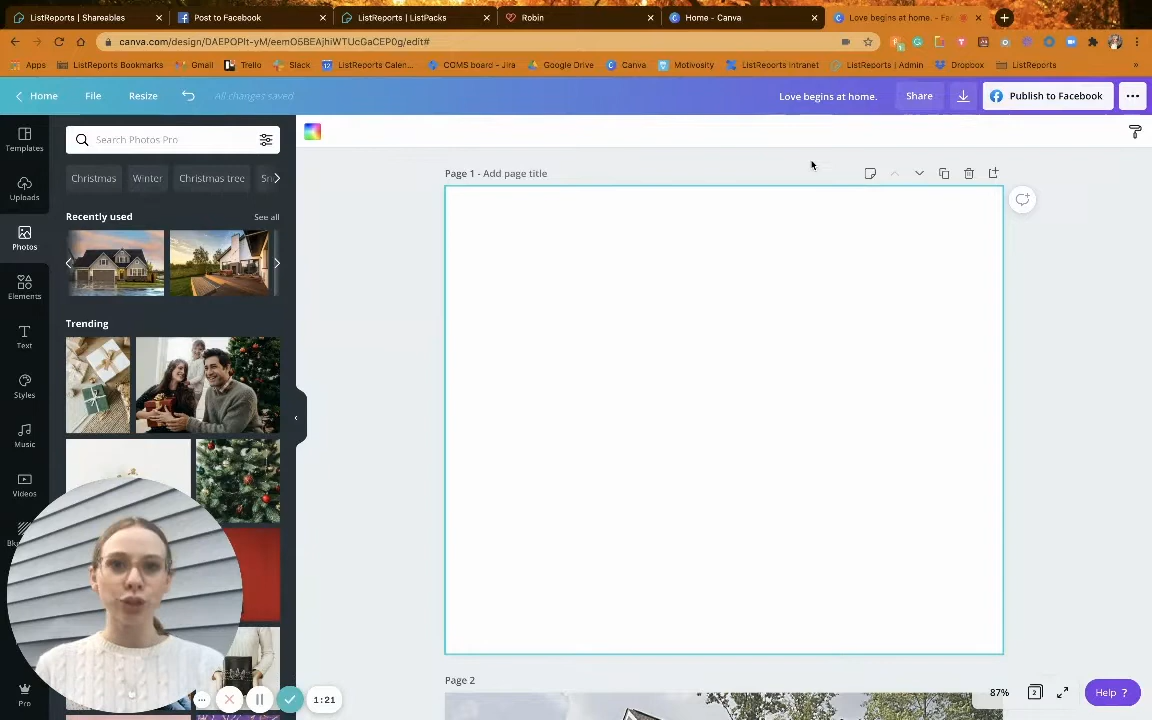 ListReports | Shareables
Post to Facebook
ListReports | ListPacks
Robin
Home - Canva
Love begins at home. - Fa
canva.com/design/DAEPOPIt-yM/eemO5BEAjhiWTUcGaCEP0g/edit#
Apps
ListReports Bookmarks
Gmail
Trello
Slack
ListReports Calen...
COMS board - Jira
Google Drive
Canva
Motivosity
ListReports Intranet
ListReports | Admin
Dropbox
ListReports
»
Home
File
Resize
All changes saved
Love begins at home.
Share
Publish to Facebook
Templates
Uploads
Photos
Elements
Text
Styles
Music
Videos
Pro
Search Photos Pro
Christmas
Winter
Christmas tree
Sn
Recently used
See all
Trending
Page 1 - Add page title
Page 2
1:21
87%
2
Help ?